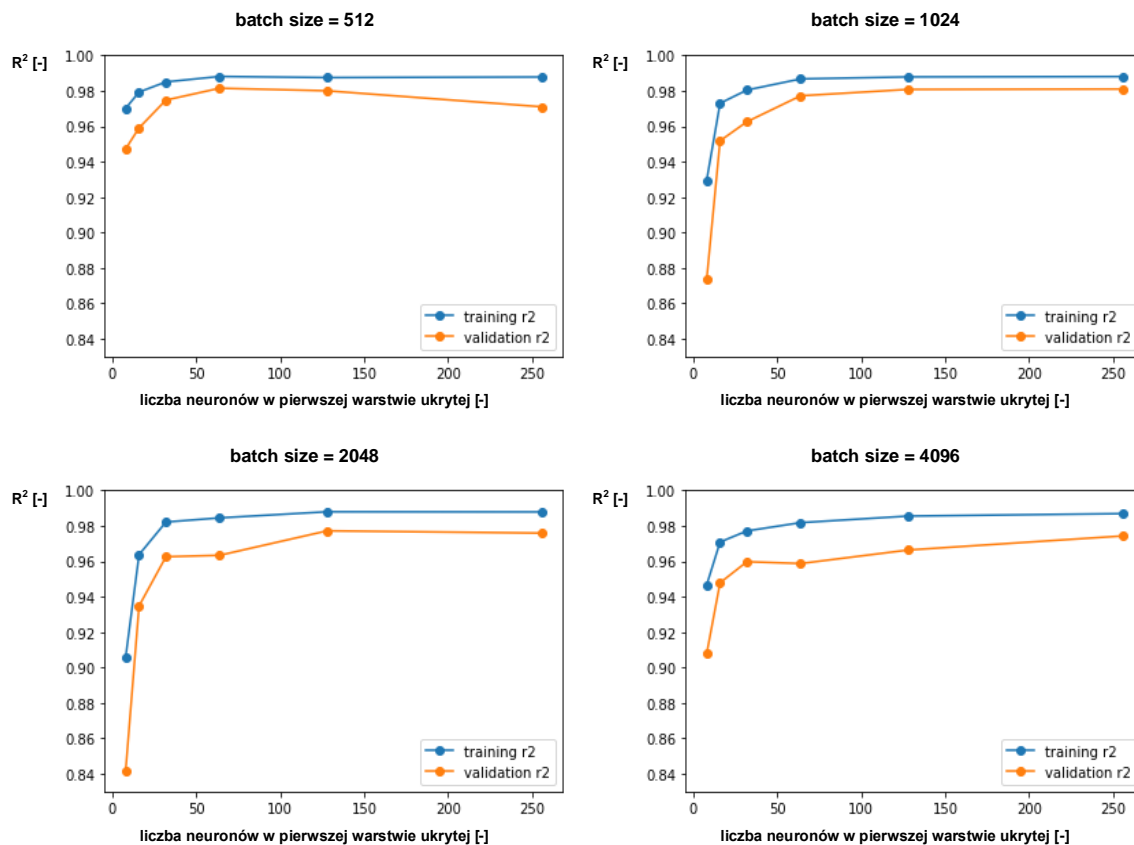 batch size = 512
R² [-]
1.00
0.98
0.96
0.94
0.92
0.90
0.88
0.86
0.84
training r2
validation r2
0 50 100 150 200 250
liczba neuronów w pierwszej warstwie ukrytej [-]
batch size = 1024
R² [-]
1.00
0.98
0.96
0.94
0.92
0.90
0.88
0.86
0.84
training r2
validation r2
0 50 100 150 200 250
liczba neuronów w pierwszej warstwie ukrytej [-]
batch size = 2048
R² [-]
1.00
0.98
0.96
0.94
0.92
0.90
0.88
0.86
0.84
training r2
validation r2
0 50 100 150 200 250
liczba neuronów w pierwszej warstwie ukrytej [-]
batch size = 4096
R² [-]
1.00
0.98
0.96
0.94
0.92
0.90
0.88
0.86
0.84
training r2
validation r2
0 50 100 150 200 250
liczba neuronów w pierwszej warstwie ukrytej [-]